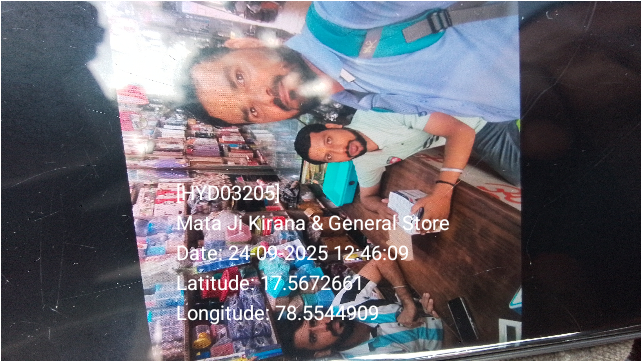 [HYD03205]
Mata Ji Kirana & General Store
Date: 24-09-2025 12:46:09
Latitude: 17.5672661
Longitude: 78.5544909